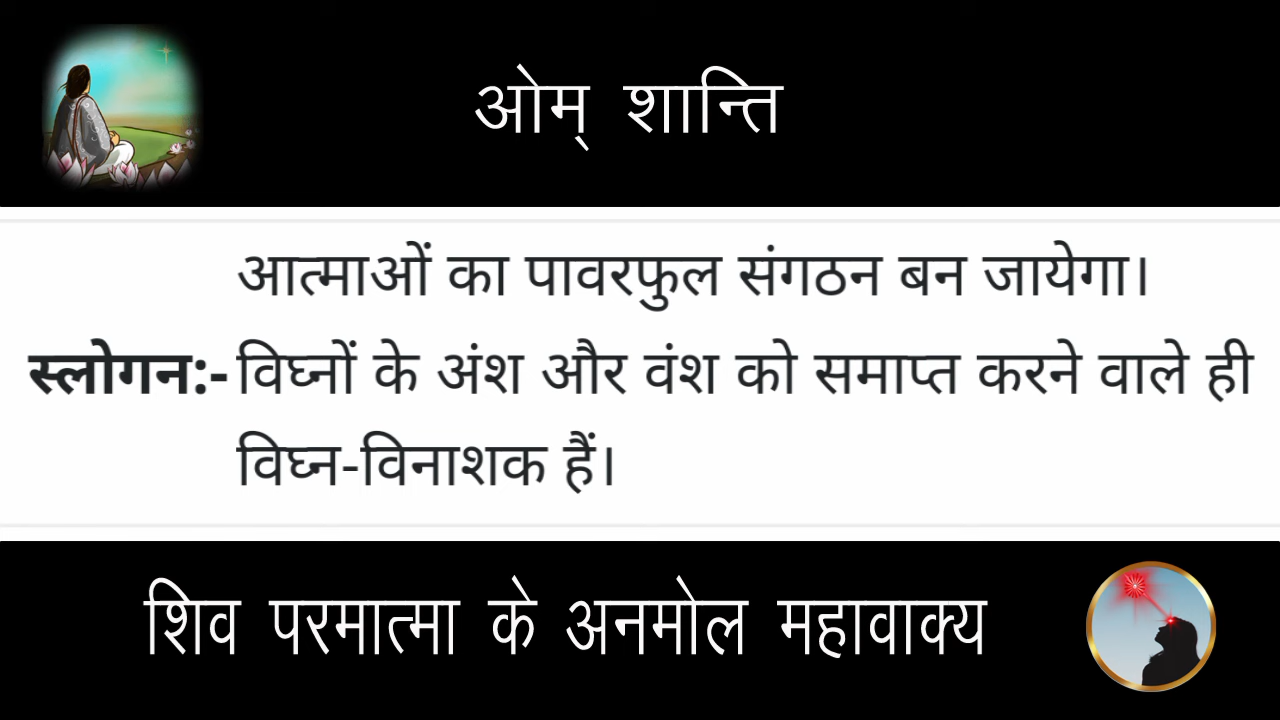 ओम् शान्ति
आत्माओं का पावरफुल संगठन बन जायेगा।
स्लोगन:- विघ्नों के अंश और वंश को समाप्त करने वाले ही
विघ्न-विनाशक हैं।
शिव परमात्मा के अनमोल महावाक्य